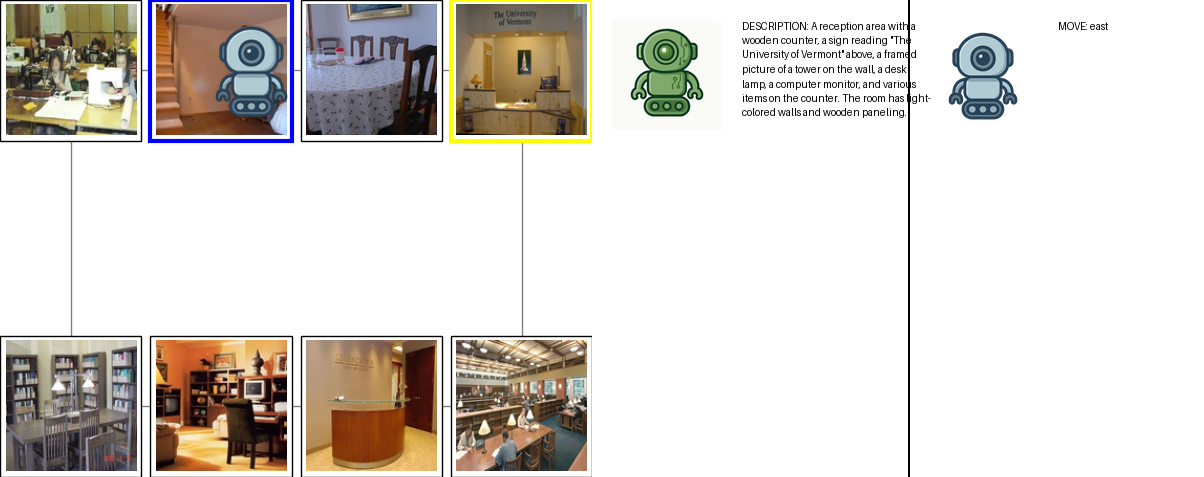 The University
of Vermont
DESCRIPTION: A reception area with a
wooden counter, a sign reading "The
University of Vermont" above, a framed
picture of a tower on the wall, a desk
lamp, a computer monitor, and various
items on the counter. The room has light-
colored walls and wooden paneling.
MOVE: east